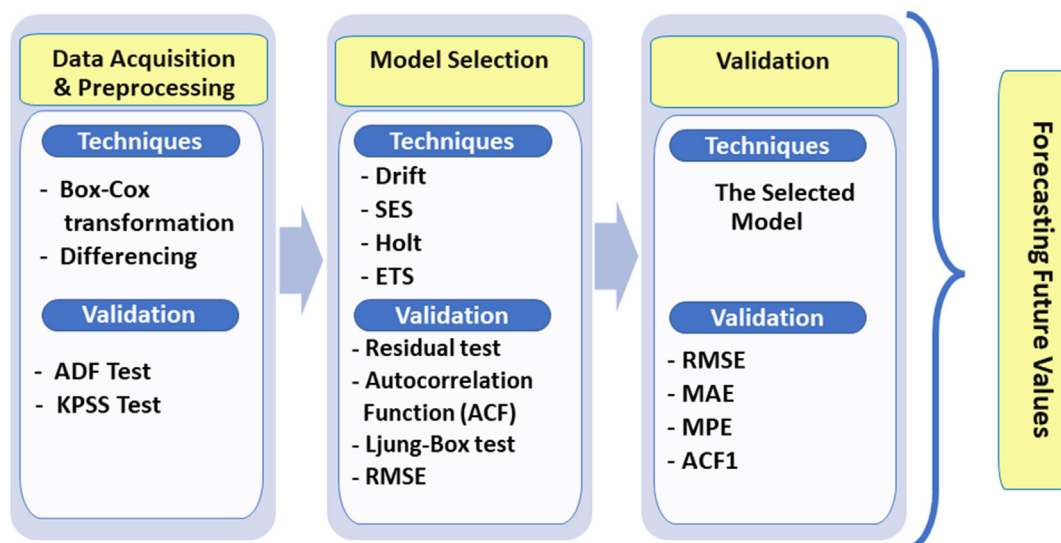 Data Acquisition
& Preprocessing
Techniques
- Box-Cox
transformation
- Differencing
Validation
- ADF Test
- KPSS Test
Model Selection
Techniques
- Drift
- SES
- Holt
- ETS
Validation
- Residual test
- Autocorrelation
Function (ACF)
- Ljung-Box test
- RMSE
Validation
Techniques
The Selected
Model
Validation
- RMSE
- MAE
- MPE
- ACF1
Forecasting Future Values